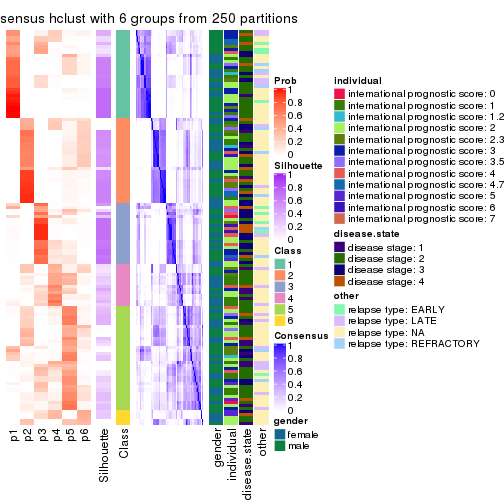 sensus hclust with 6 groups from 250 partitions
Prob
1
0.8
0.6
0.4
0.2
0
Silhouette
1
0.8
0.6
0.4
0.2
0
Class
1
2
3
4
5
6
Consensus
1
0.8
0.6
0.4
0.2
0
gender
female
male
individual
international prognostic score: 0
international prognostic score: 1
international prognostic score: 1.2
international prognostic score: 2
international prognostic score: 2.3
international prognostic score: 3
international prognostic score: 3.5
international prognostic score: 4
international prognostic score: 4.7
international prognostic score: 5
international prognostic score: 6
international prognostic score: 7
disease.state
disease stage: 1
disease stage: 2
disease stage: 3
disease stage: 4
other
relapse type: EARLY
relapse type: LATE
relapse type: NA
relapse type: REFRACTORY
p1
p2
p3
p4
p5
p6
Silhouette
Class
gender
individual
disease.state
other